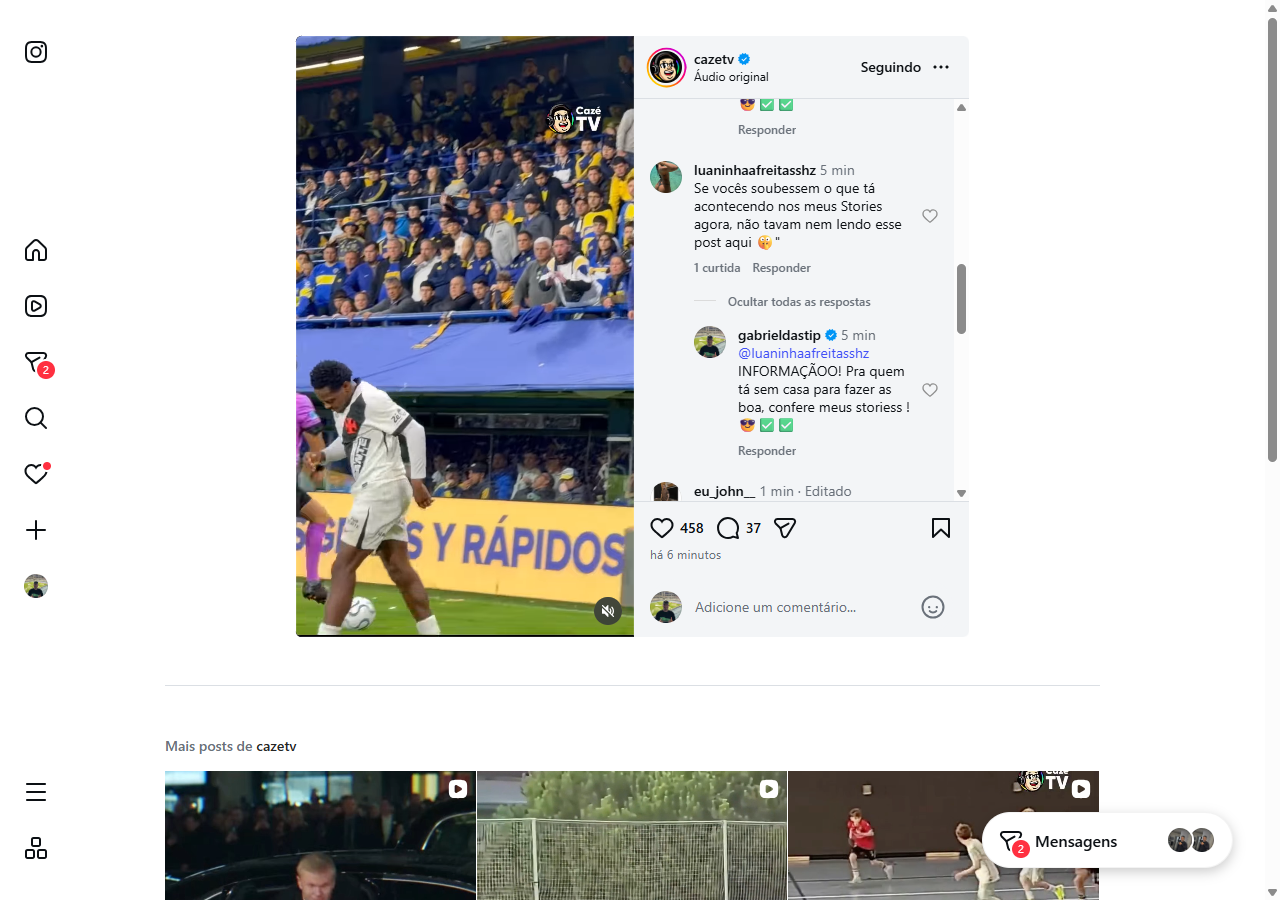 Cazé
TV
Y RÁPIDOS
cazetv
Áudio original
Seguindo
😎 ✅ ✅
Responder
luaninhaafreitasshz 5 min
Se vocês soubessem o que tá
acontecendo nos meus Stories
agora, não tavam nem lendo esse
post aqui 🫣 "
1 curtida Responder
Ocultar todas as respostas
gabrieldastip 5 min
@luaninhaafreitasshz
INFORMAÇÃOO! Pra quem
tá sem casa para fazer as
boa, confere meus storiess !
😎 ✅ ✅
Responder
eu_john__ 1 min · Editado
458 37
há 6 minutos
Adicione um comentário...
2
Mais posts de cazetv
Cazé
TV
2
Mensagens